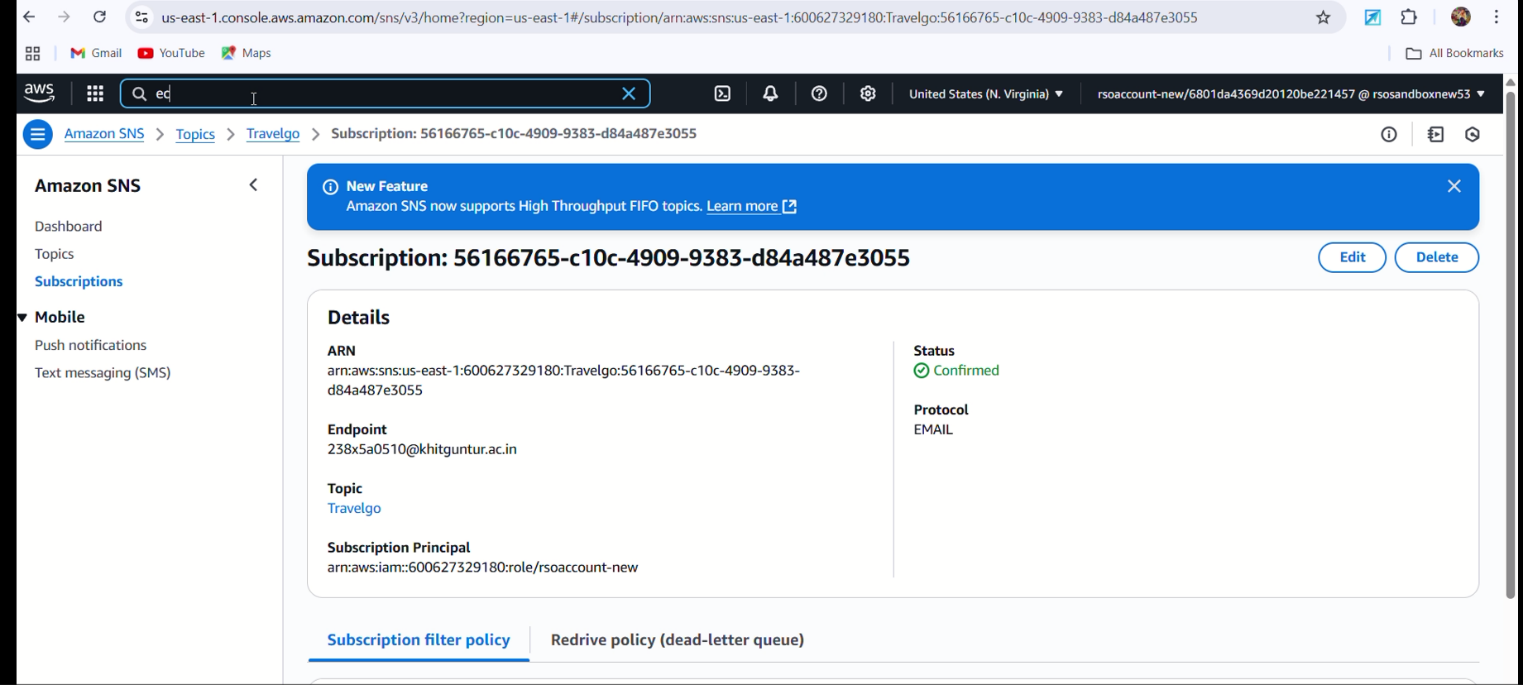 us-east-1.console.aws.amazon.com/sns/v3/home?region=us-east-1#/subscription/arn:aws:sns:us-east-1:600627329180:Travelgo:56166765-c10c-4909-9383-d84a487e3055
Gmail YouTube Maps All Bookmarks
aws ec United States (N. Virginia) ▼ rsoaccount-new/6801da4369d20120be221457 @ rsosandboxnew53 ▼
Amazon SNS > Topics > Travelgo > Subscription: 56166765-c10c-4909-9383-d84a487e3055
Amazon SNS
Dashboard
Topics
Subscriptions
Mobile
Push notifications
Text messaging (SMS)
New Feature
Amazon SNS now supports High Throughput FIFO topics. Learn more
Subscription: 56166765-c10c-4909-9383-d84a487e3055
Edit Delete
Details
ARN
arn:aws:sns:us-east-1:600627329180:Travelgo:56166765-c10c-4909-9383-
d84a487e3055
Endpoint
238x5a0510@khitguntur.ac.in
Topic
Travelgo
Subscription Principal
arn:aws:iam::600627329180:role/rsoaccount-new
Status
Confirmed
Protocol
EMAIL
Subscription filter policy Redrive policy (dead-letter queue)